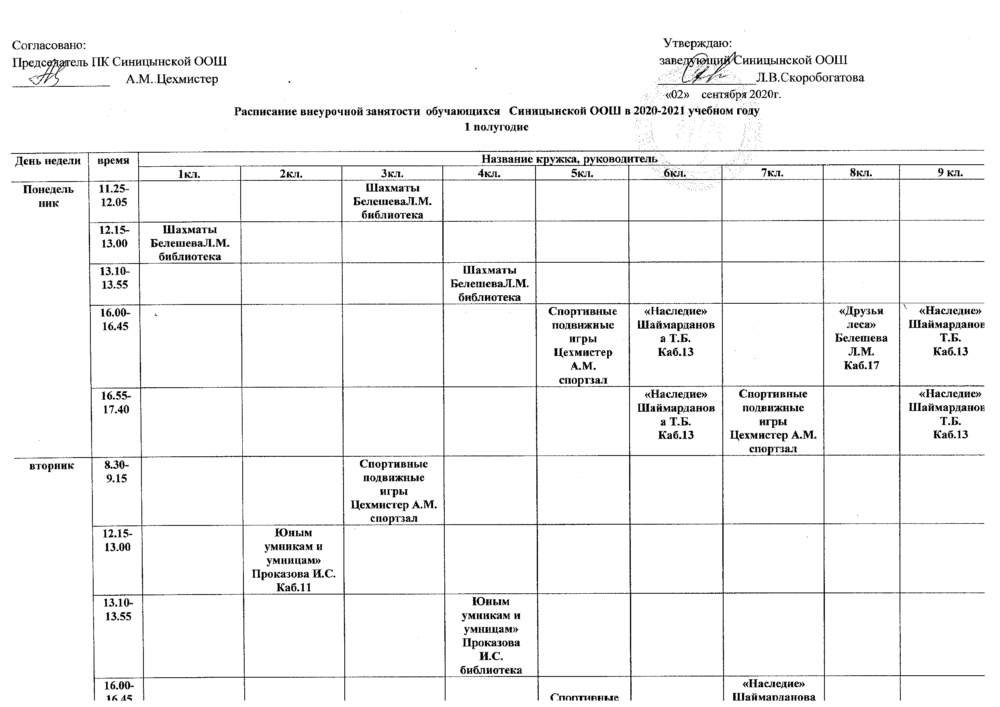 Согласовано:
Председатель ПК Синицынской ООШ
А.М. Цехмистер
Утверждаю:
заведующий Синицынской ООШ
Л.В.Скоробогатова
«02» сентября 2020г.
Расписание внеурочной занятости обучающихся Синицынской ООШ в 2020-2021 учебном году
1 полугодие
День недели
время
Название кружка, руководитель
1кл.
2кл.
3кл.
4кл.
5кл.
6кл.
7кл.
8кл.
9 кл.
Понедель
ник
11.25-
12.05
Шахматы
БелешеваЛ.М.
библиотека
12.15-
13.00
Шахматы
БелешеваЛ.М.
библиотека
13.10-
13.55
Шахматы
БелешеваЛ.М.
библиотека
16.00-
16.45
Спортивные
подвижные
игры
Цехмистер
А.М.
спортзал
«Наследие»
Шаймарданов
а Т.Б.
Каб.13
«Друзья
леса»
Белешева
Л.М.
Каб.17
«Наследие»
Шаймарданов
Т.Б.
Каб.13
16.55-
17.40
«Наследие»
Шаймарданов
а Т.Б.
Каб.13
Спортивные
подвижные
игры
Цехмистер А.М.
спортзал
«Наследие»
Шаймарданов
Т.Б.
Каб.13
вторник
8.30-
9.15
Спортивные
подвижные
игры
Цехмистер А.М.
спортзал
12.15-
13.00
Юным
умникам и
умницам»
Проказова И.С.
Каб.11
13.10-
13.55
Юным
умникам и
умницам»
Проказова
И.С.
библиотека
16.00-
16.45
Спортивные
«Наследие»
Шаймарданова